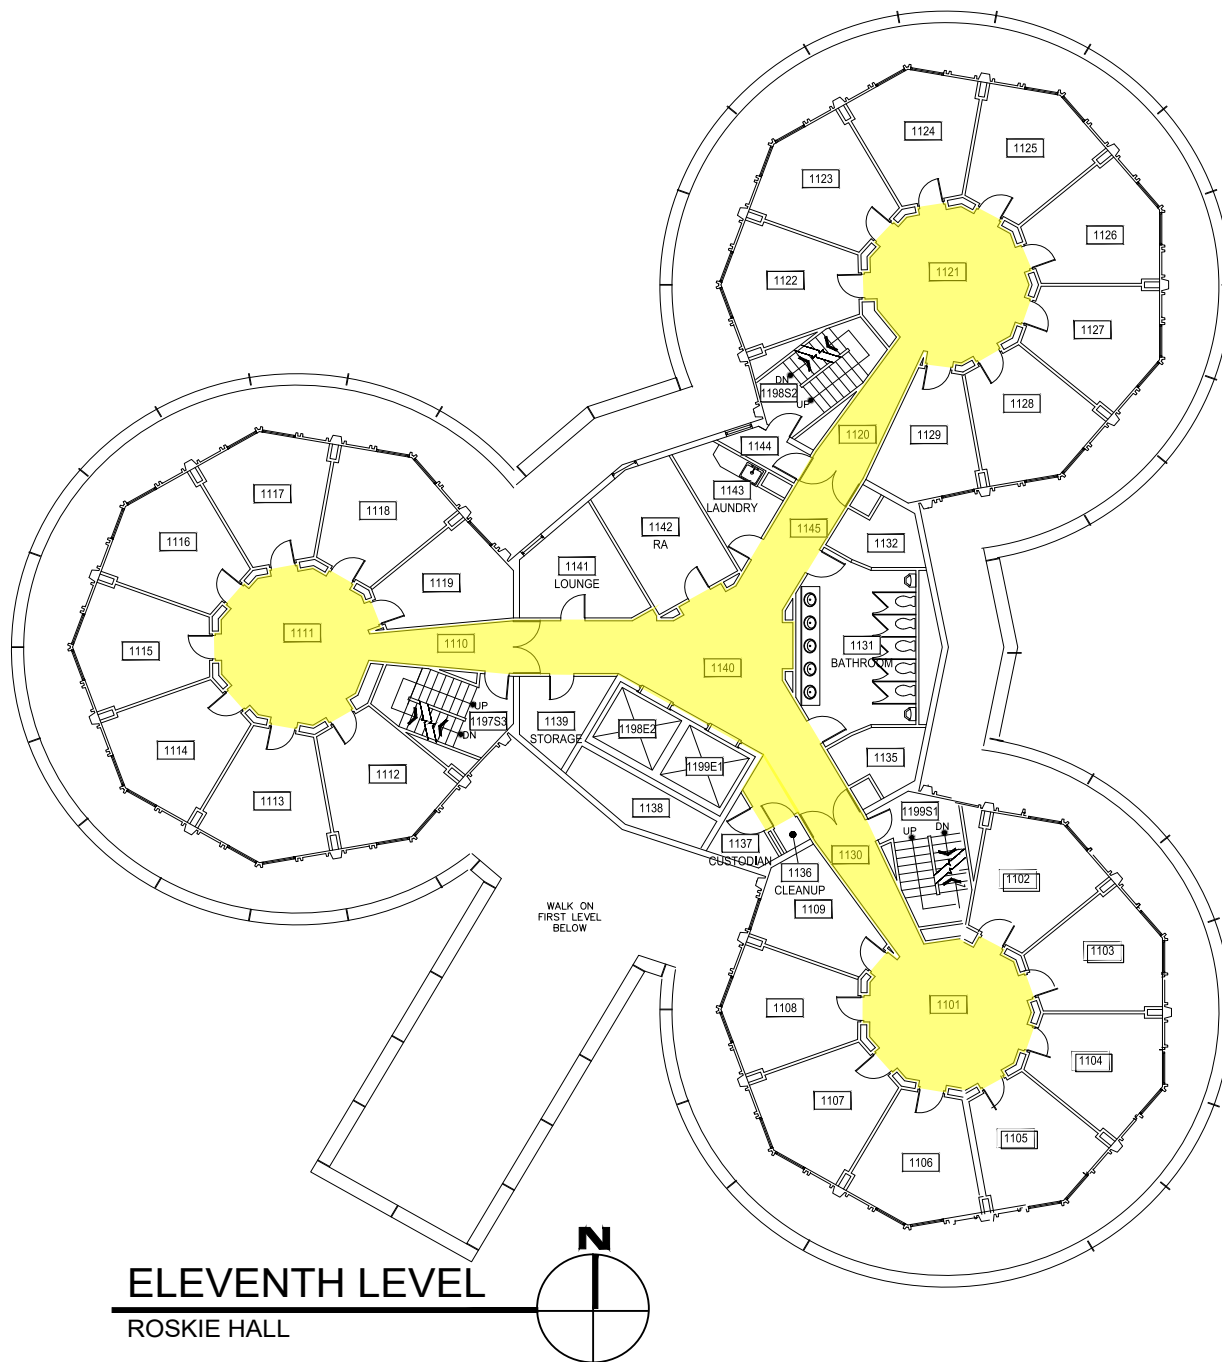 1124
1125
1123
1126
1121
1122
1127
DN
1198S2
UP
1128
1120
1129
1144
1117
1143
LAUNDRY
1118
1142
RA
1145
1116
1132
1141
LOUNGE
1119
1111
1110
1115
1131
BATHROOM
1140
UP
1197S3
DN
1139
STORAGE
1198E2
1114
1135
1199E1
1112
1113
1138
1199S1
UP
DN
1137
CUSTODIAN
1130
1136
CLEANUP
1102
1109
WALK ON
FIRST LEVEL
BELOW
1103
1108
1101
1104
1107
1105
1106
N
ELEVENTH LEVEL
ROSKIE HALL